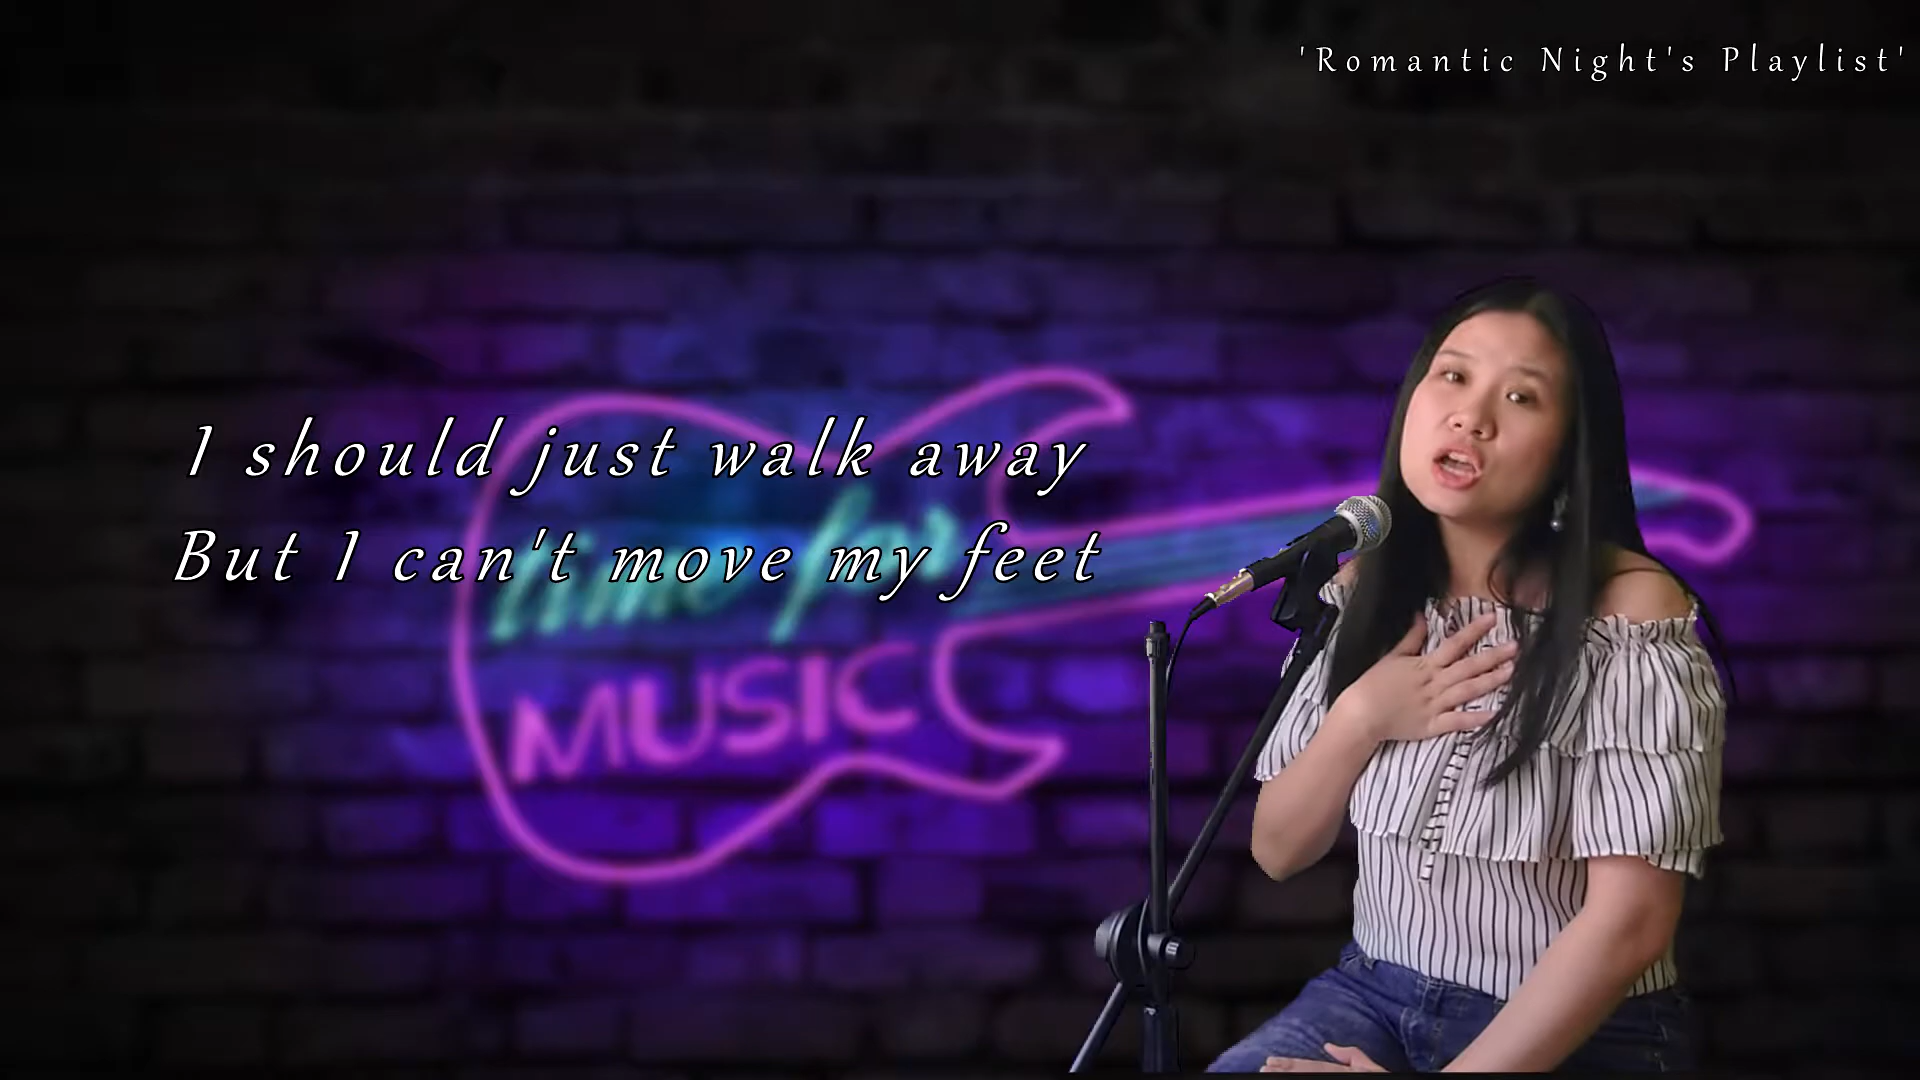 'Romantic Night's Playlist'
I should just walk away
But I can't move my feet
time for
MUSIC